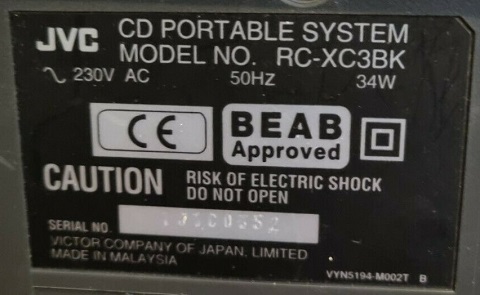 JVC CD PORTABLE SYSTEM
MODEL NO. RC-XC3BK
∿ 230V AC 50Hz 34W
CE BEAB
Approved
CAUTION RISK OF ELECTRIC SHOCK
DO NOT OPEN
SERIAL NO.
VICTOR COMPANY OF JAPAN, LIMITED
MADE IN MALAYSIA
VYN5194-M002T B